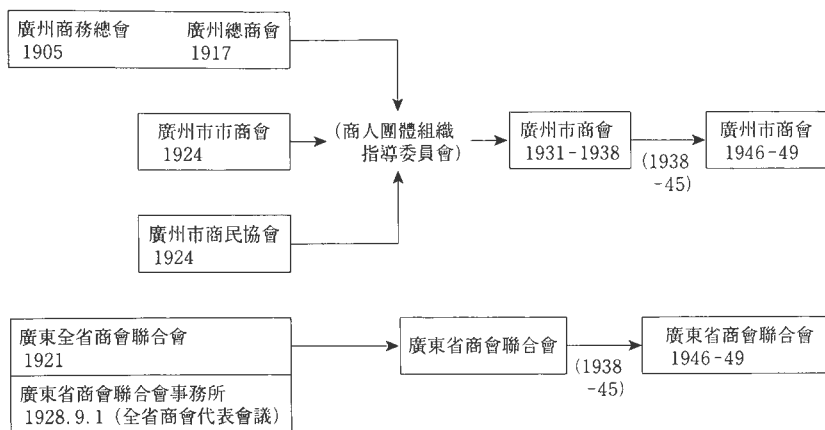 廣州商務總會 廣州總商會
1905 1917
廣州市市商會
1924
廣州市商民協會
1924
(商人團體組織
指導委員會)
廣州市商會
1931-1938
(1938
-45)
廣州市商會
1946-49
廣東全省商會聯合會
1921
廣東省商會聯合會事務所
1928.9.1 (全省商會代表會議)
廣東省商會聯合會
(1938
-45)
廣東省商會聯合會
1946-49